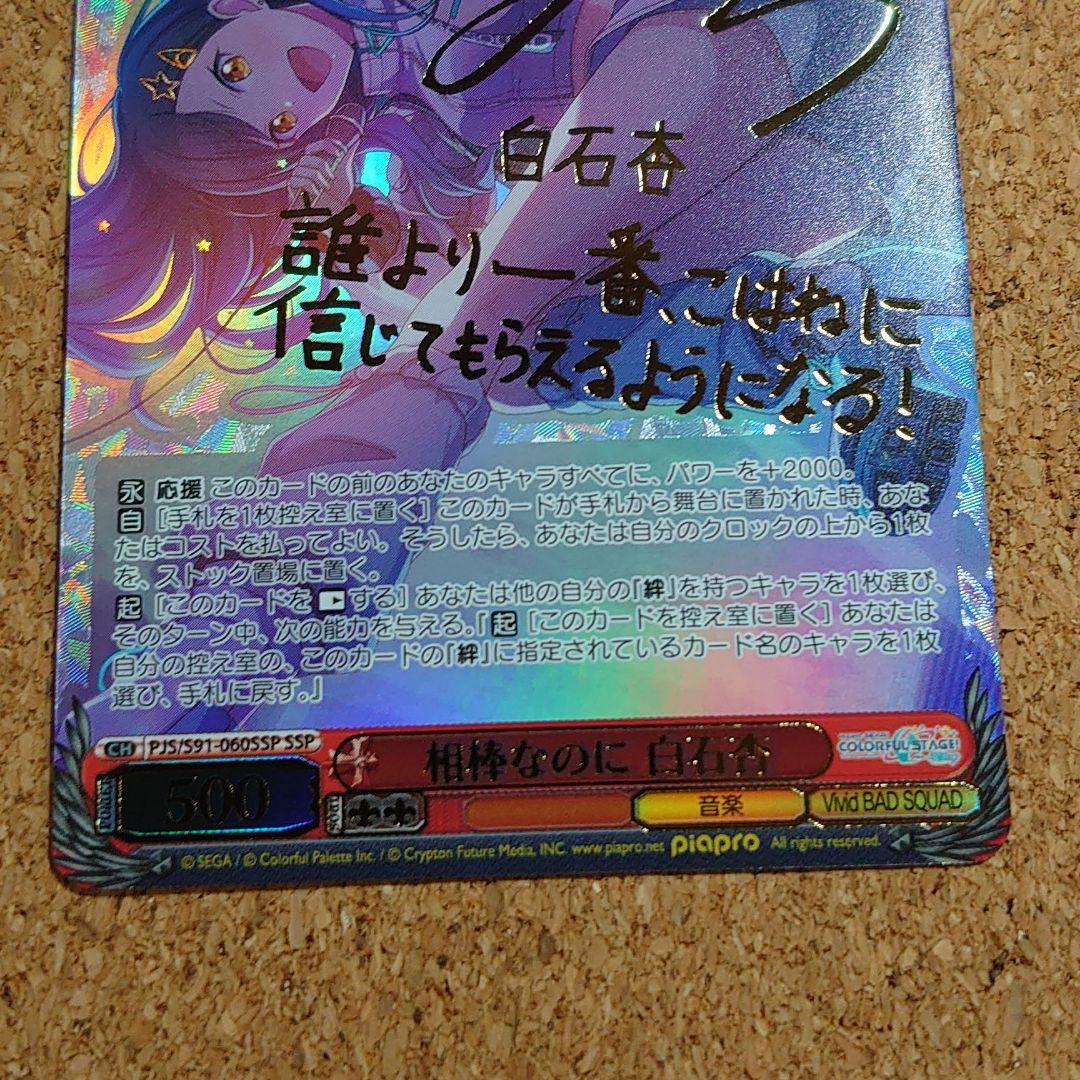 白石杏
誰より一番、こはねに
信じてもらえるようになる!
永 応援 このカードの前のあなたのキャラすべてに、パワーを+2000。
自 [手札を1枚控え室に置く] このカードが手札から舞台に置かれた時、あな
たはコストを払ってよい。そうしたら、あなたは自分のクロックの上から1枚
を、ストック置場に置く。
起 [このカードを する] あなたは他の自分の「絆」を持つキャラを1枚選び、
そのターン中、次の能力を与える。「起 [このカードを控え室に置く] あなたは
自分の控え室の、このカードの「絆」に指定されているカード名のキャラを1枚
選び、手札に戻す。」
CH PJS/S91-060SSP SSP
相棒なのに 白石杏
COLORFUL STAGE!
POWER 500
SOUL
音楽
Vivid BAD SQUAD
© SEGA / © Colorful Palette Inc. / © Crypton Future Media, INC. www.piapro.net piapro All rights reserved.